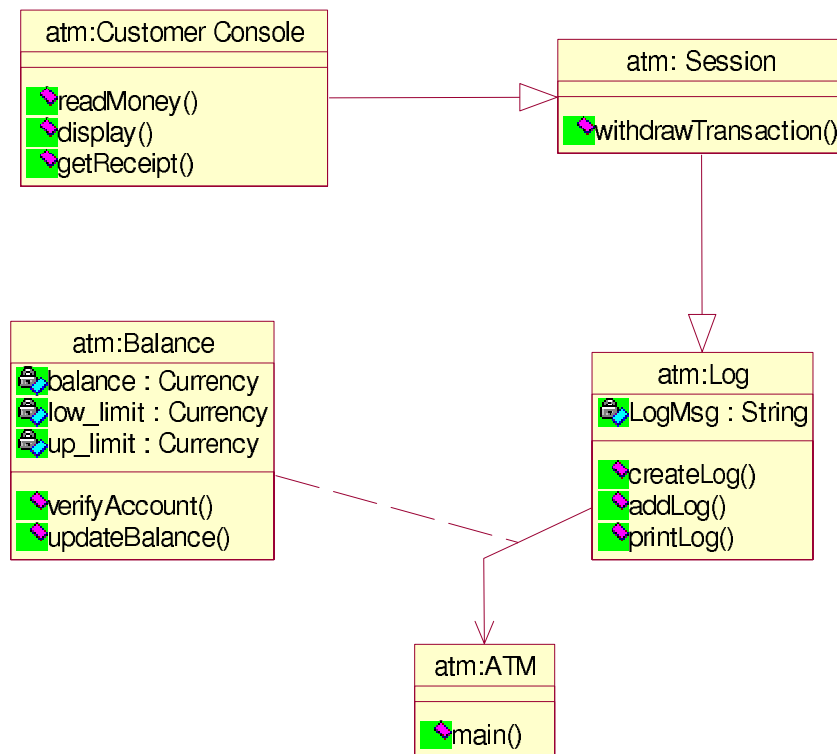 atm:Customer Console
readMoney()
display()
getReceipt()
atm: Session
withdrawTransaction()
atm:Balance
balance : Currency
low_limit : Currency
up_limit : Currency
verifyAccount()
updateBalance()
atm:Log
LogMsg : String
createLog()
addLog()
printLog()
atm:ATM
main()